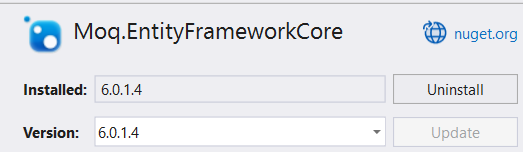 Moq.EntityFrameworkCore
nuget.org
Installed: 6.0.1.4 Uninstall
Version: 6.0.1.4 Update